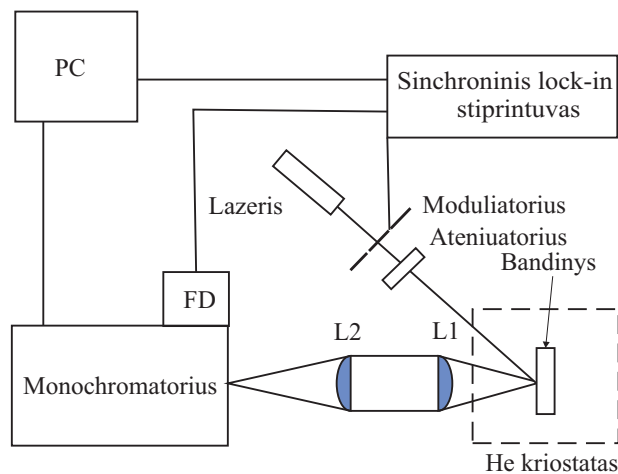 PC
Sinchroninis lock-in
stiprintuvas
Lazeris
Moduliatorius
Ateniuatorius
Bandinys
FD
L2
L1
Monochromatorius
He kriostatas